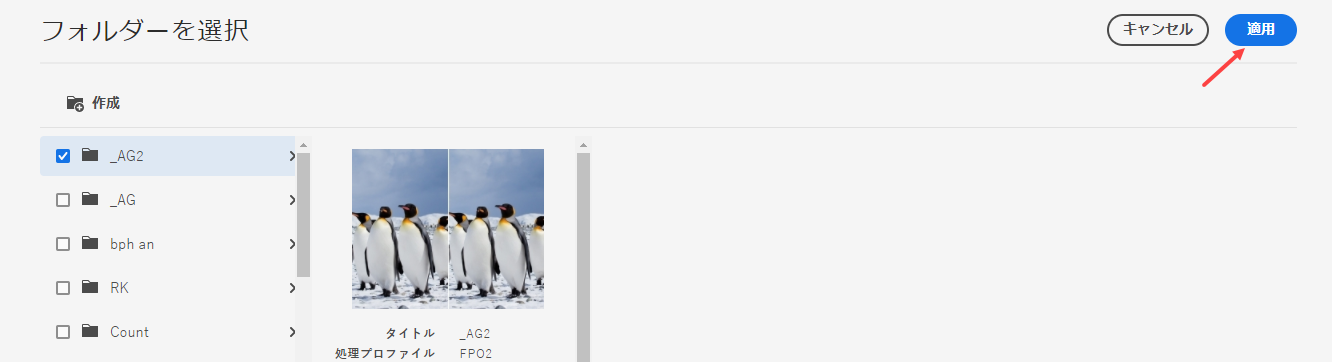 フォルダーを選択
キャンセル
適用
作成
_AG2
_AG
bph an
RK
Count
タイトル _AG2
処理プロファイル FPO2